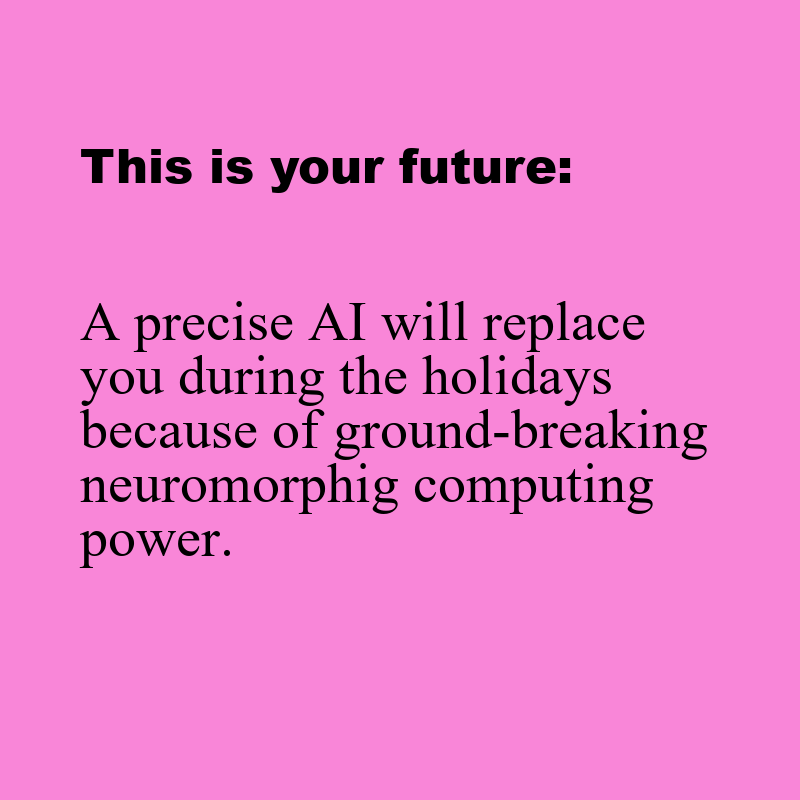 This is your future:
A precise AI will replace
you during the holidays
because of ground-breaking
neuromorphig computing
power.